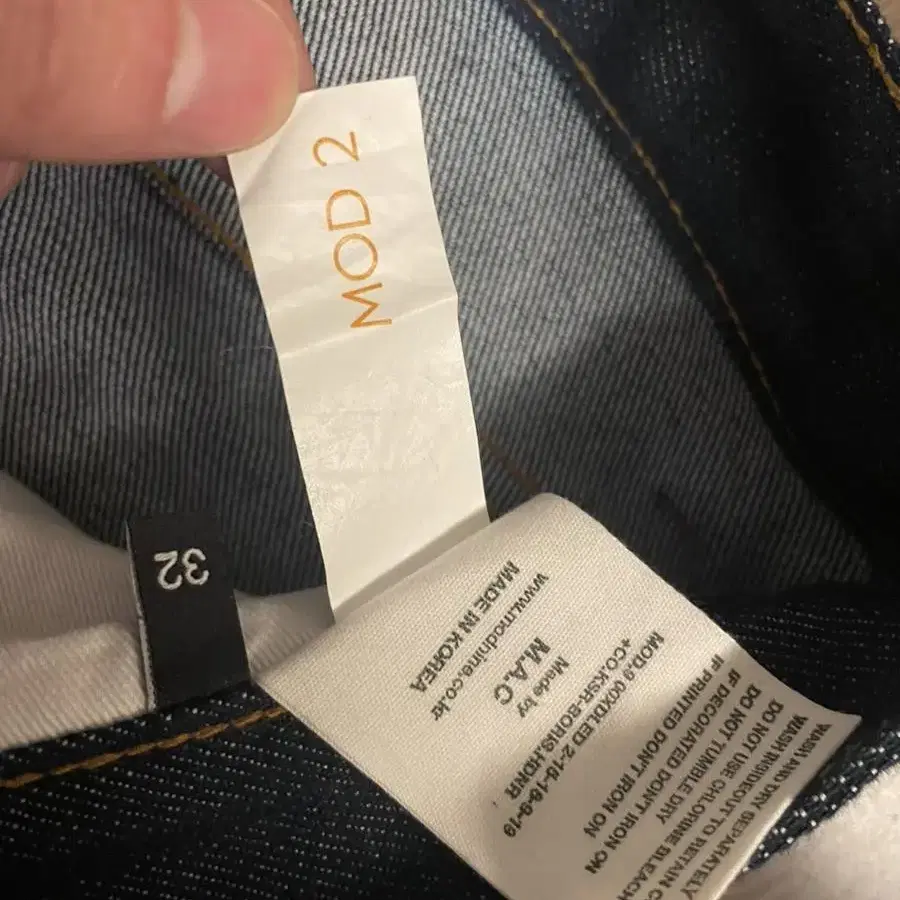 MOD 2
32
WASH AND DRY SEPARATELY
WASH INSIDEOUT TO RETAIN
DO NOT USE CHLORINE BLEACH
DO NOT TUMBLE DRY
IF DECORATED DON'T IRON ON
IF PRINTED DON'T IRON ON
MOD.9 00XDLED 2-18-18-9-19
+CO.KSR-BORIS.HDNR
Made by
M.A.C
www.modnine.co.kr
MADE IN KOREA